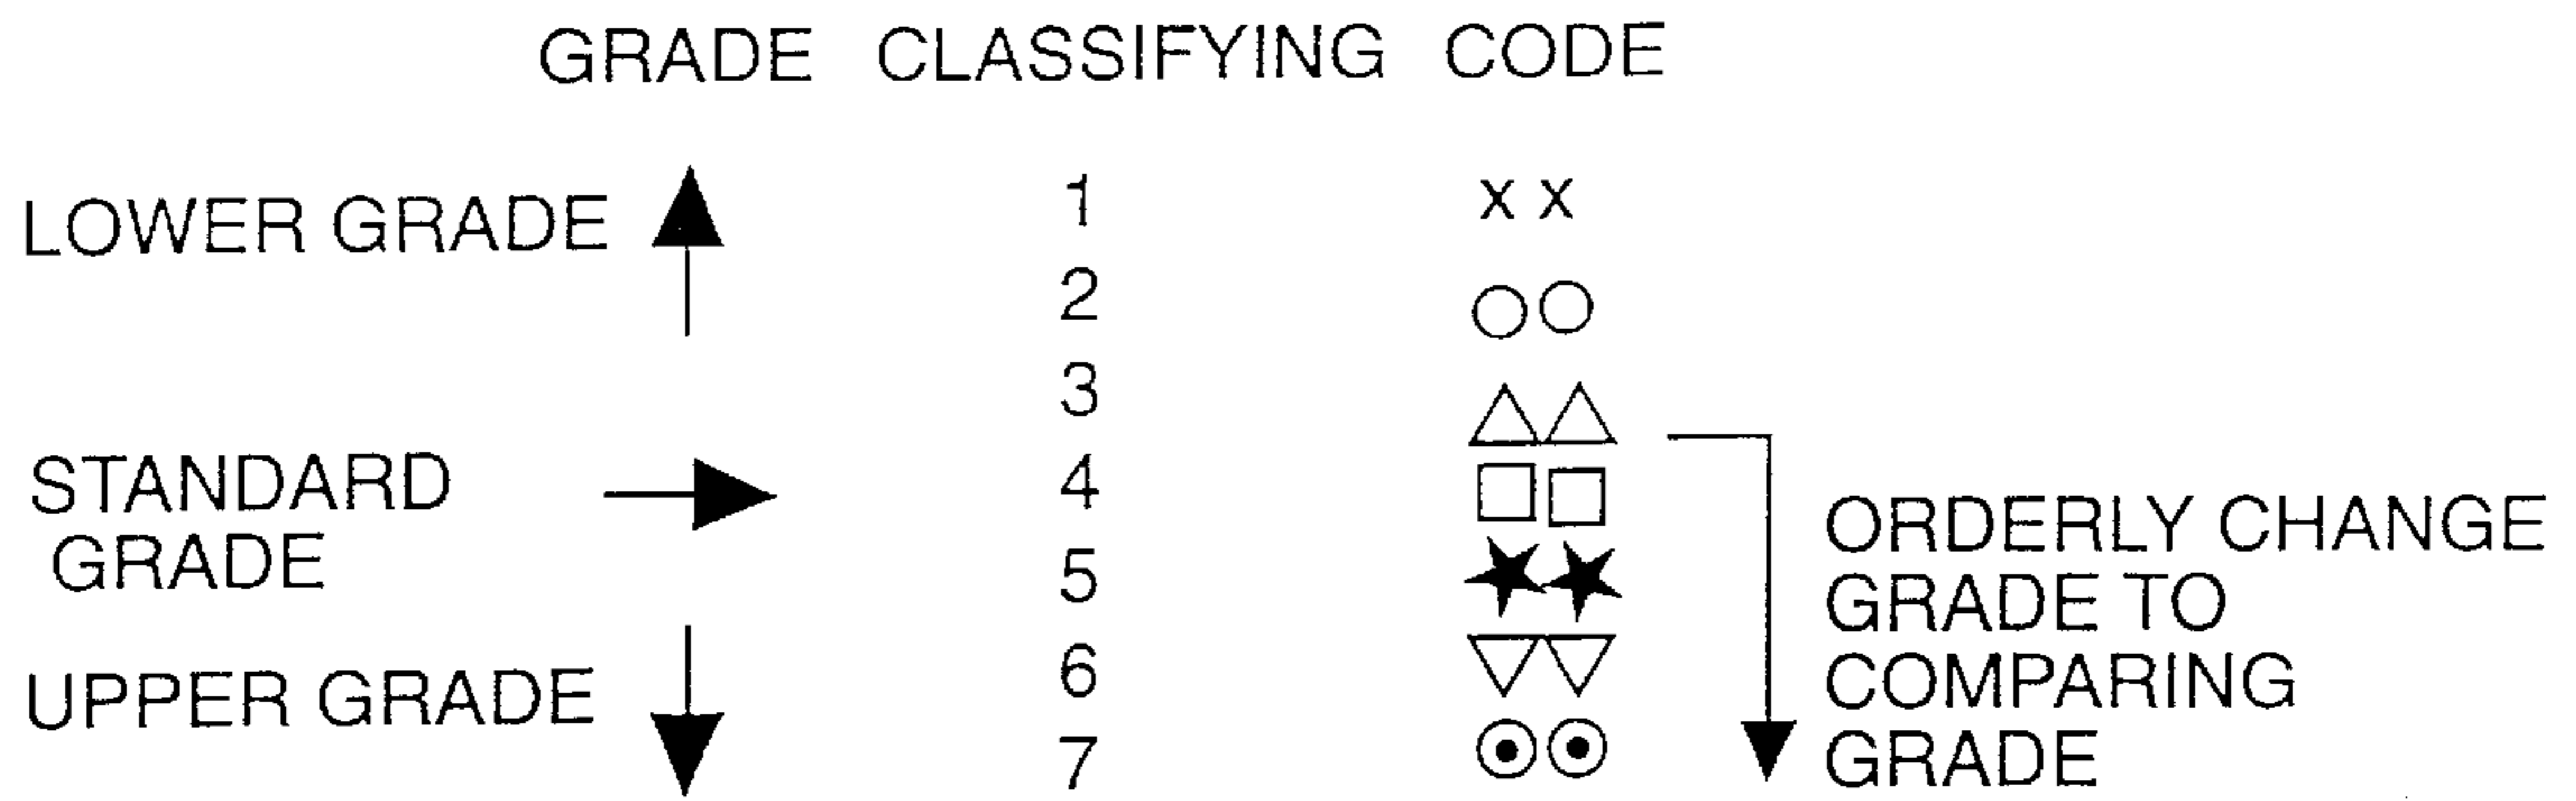 GRADE CLASSIFYING CODE
LOWER GRADE 1 x x
2
3
STANDARD 4
GRADE 5
UPPER GRADE 6
7
ORDERLY CHANGE
GRADE TO
COMPARING
GRADE